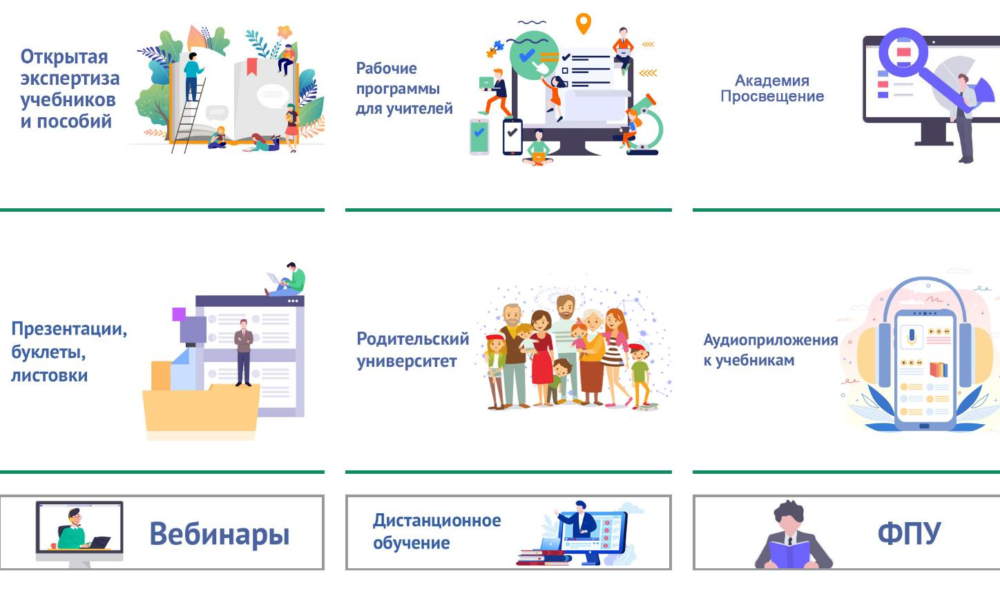 Открытая
экспертиза
учебников
и пособий
Рабочие
программы
для учителей
Академия
Просвещение
Презентации,
буклеты,
листовки
Родительский
университет
Аудиоприложения
к учебникам
Вебинары
Дистанционное
обучение
ФПУ